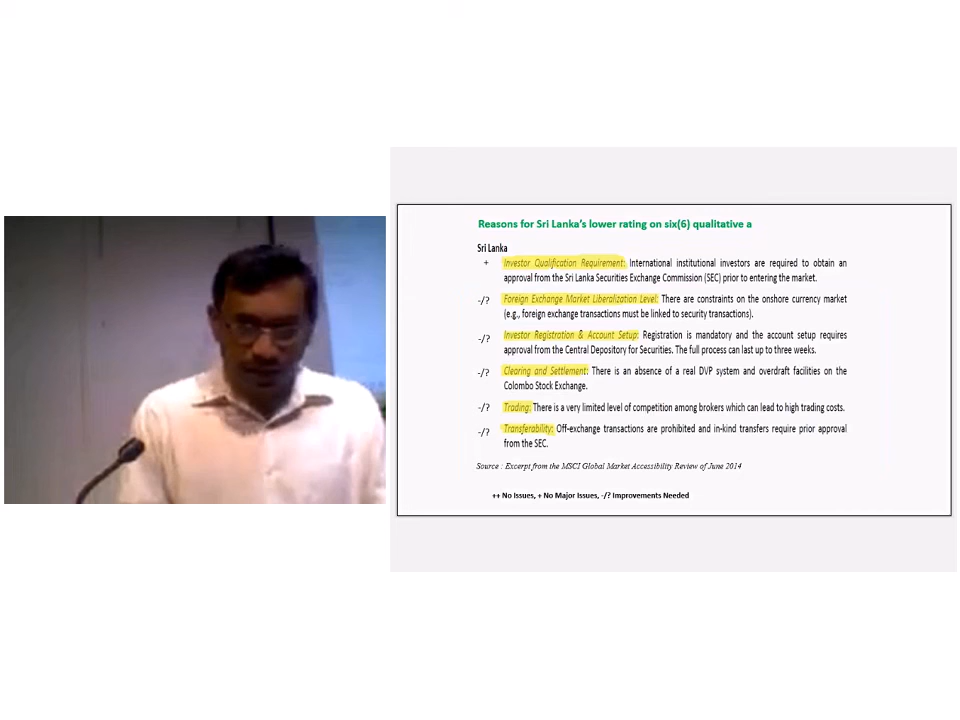 Reasons for Sri Lanka's lower rating on six(6) qualitative a
Sri Lanka
+ Investor Qualification Requirement: International institutional investors are required to obtain an
approval from the Sri Lanka Securities Exchange Commission (SEC) prior to entering the market.
-/? Foreign Exchange Market Liberalization Level: There are constraints on the onshore currency market
(e.g., foreign exchange transactions must be linked to security transactions).
-/? Investor Registration & Account Setup: Registration is mandatory and the account setup requires
approval from the Central Depository for Securities. The full process can last up to three weeks.
-/? Clearing and Settlement: There is an absence of a real DVP system and overdraft facilities on the
Colombo Stock Exchange.
-/? Trading: There is a very limited level of competition among brokers which can lead to high trading costs.
-/? Transferability: Off-exchange transactions are prohibited and in-kind transfers require prior approval
from the SEC.
Source : Excerpt from the MSCI Global Market Accessibility Review of June 2014
++ No Issues, + No Major Issues, -/? Improvements Needed